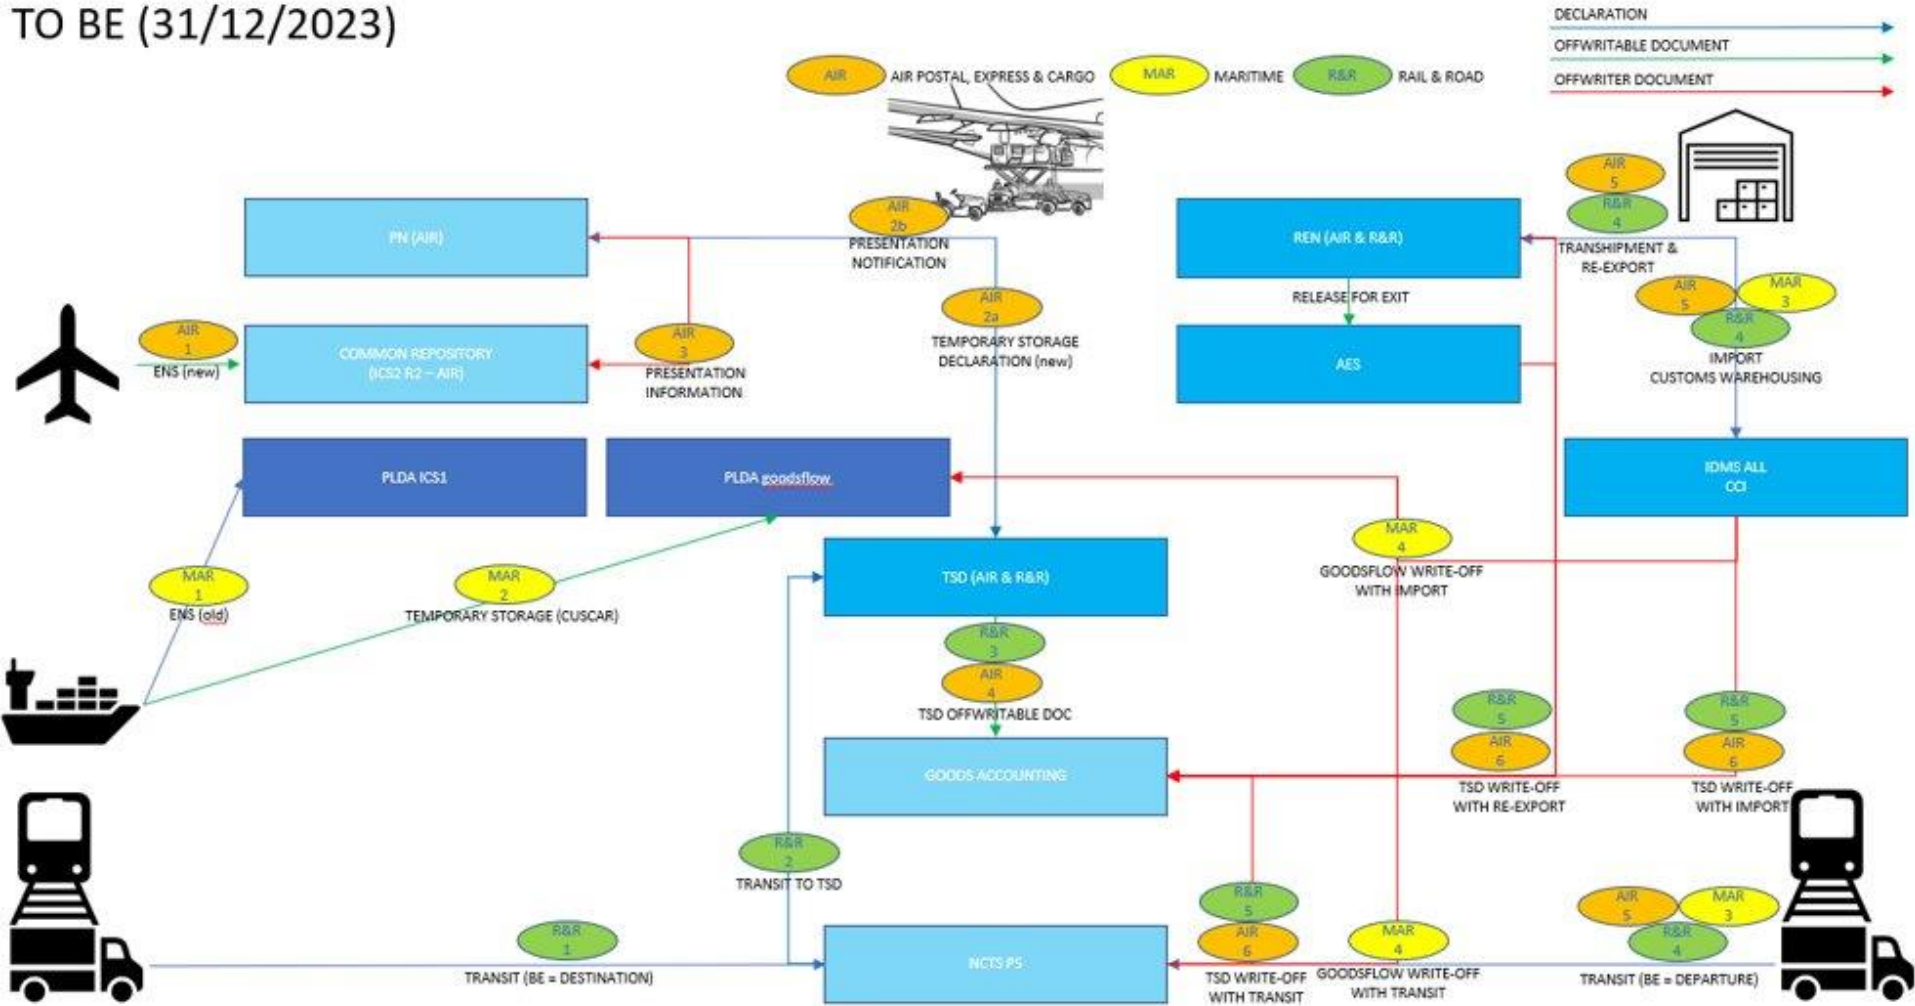 TO BE (31/12/2023)
DECLARATION
OFFWRITABLE DOCUMENT
OFFWRITER DOCUMENT
AIR
AIR POSTAL, EXPRESS & CARGO
MAR
MARITIME
R&R
RAIL & ROAD
PN (AIR)
AIR
2b
PRESENTATION
NOTIFICATION
REN (AIR & R&R)
AIR
5
R&R
4
TRANSHIPMENT &
RE-EXPORT
RELEASE FOR EXIT
AIR
5
MAR
3
R&R
4
IMPORT
CUSTOMS WAREHOUSING
AIR
1
ENS (new)
COMMON REPOSITORY
(ICS2 R2 – AIR)
AIR
3
PRESENTATION
INFORMATION
AIR
2a
TEMPORARY STORAGE
DECLARATION (new)
AES
PLDA ICS1
PLDA goodsflow
IDMS ALL
CCI
MAR
4
GOODSFLOW WRITE-OFF
WITH IMPORT
MAR
1
ENS (old)
MAR
2
TEMPORARY STORAGE (CUSCAR)
TSD (AIR & R&R)
R&R
3
AIR
4
TSD OFFWRITABLE DOC
GOODS ACCOUNTING
R&R
5
AIR
6
TSD WRITE-OFF
WITH RE-EXPORT
R&R
5
AIR
6
TSD WRITE-OFF
WITH IMPORT
R&R
2
TRANSIT TO TSD
R&R
1
TRANSIT (BE = DESTINATION)
NCTS P5
R&R
5
AIR
6
TSD WRITE-OFF
WITH TRANSIT
MAR
4
GOODSFLOW WRITE-OFF
WITH TRANSIT
AIR
5
MAR
3
R&R
4
TRANSIT (BE = DEPARTURE)